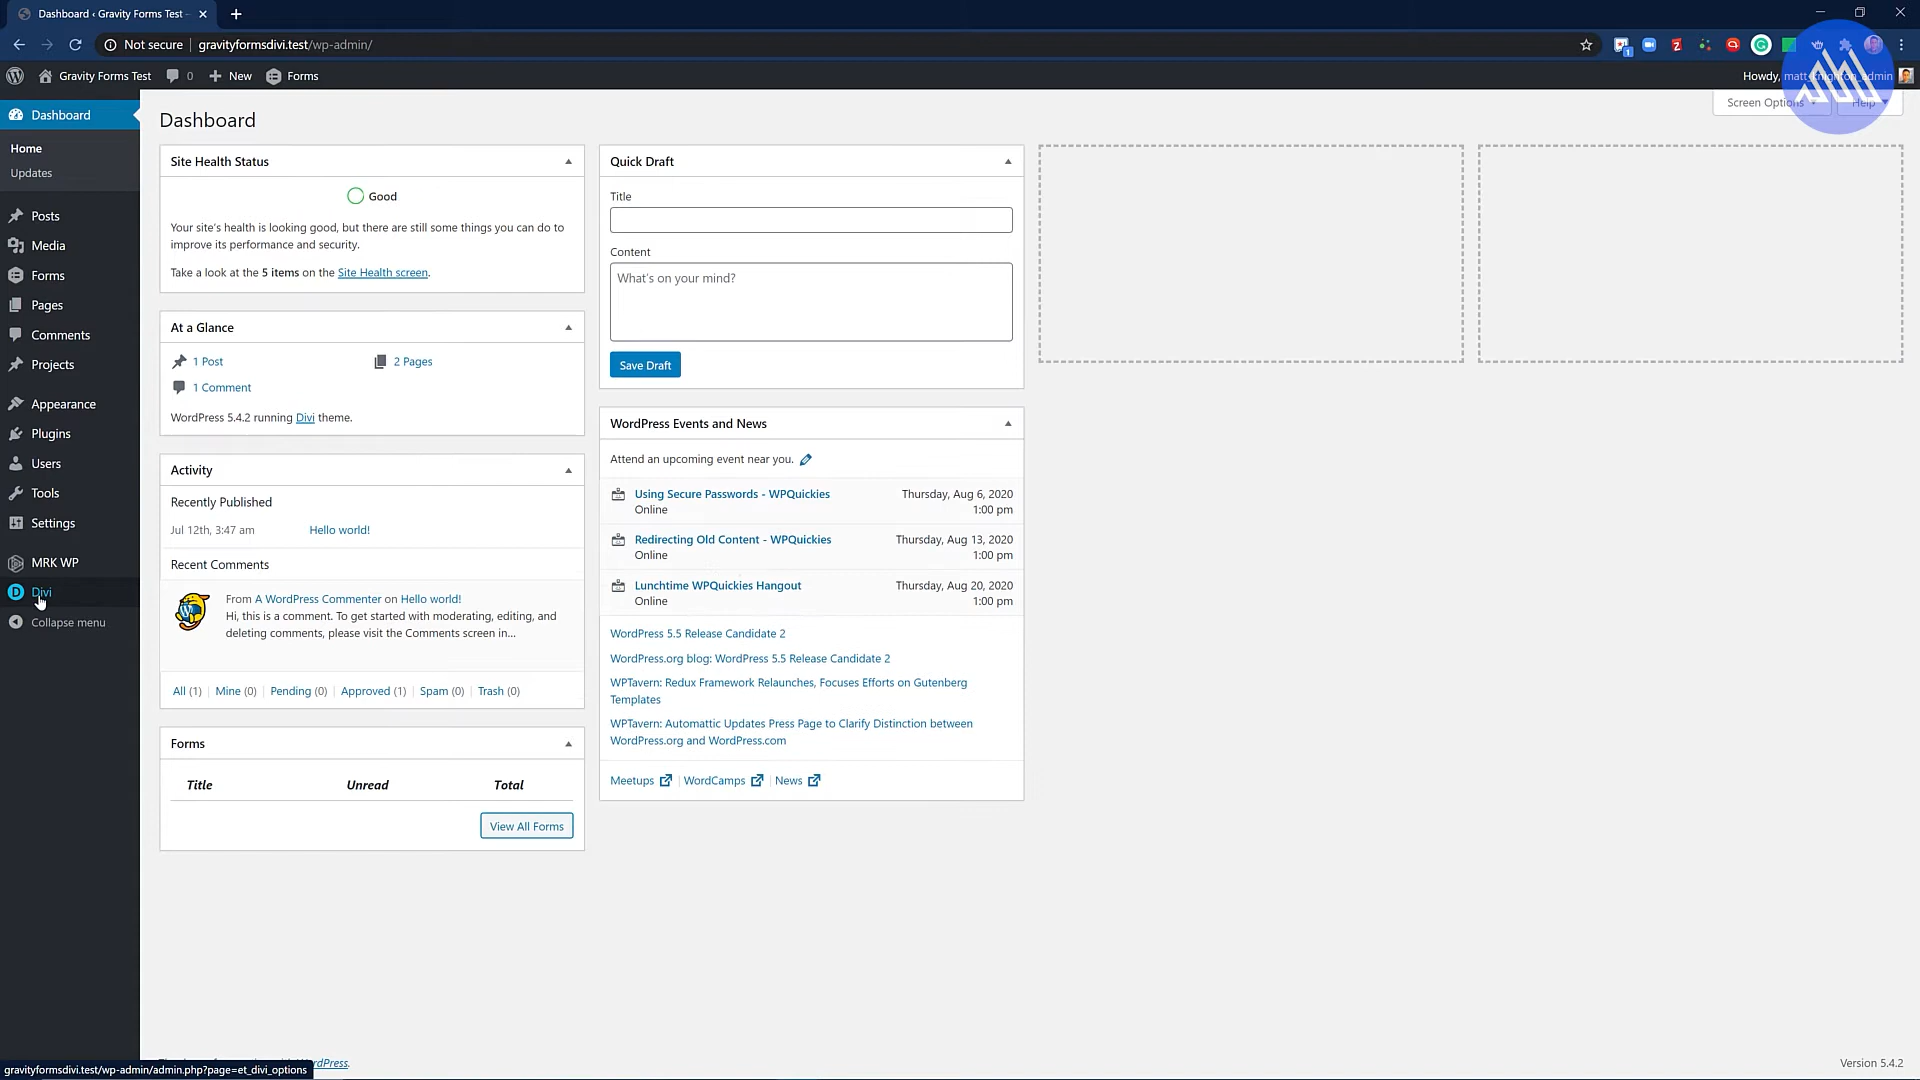 Dashboard ‹ Gravity Forms Test
Not secure
gravityformsdivi.test/wp-admin/
1
Gravity Forms Test
0
New
Forms
Howdy, matt_knighton_admin
Screen Options
Help
Dashboard
Home
Updates
Posts
Media
Forms
Pages
Comments
Projects
Appearance
Plugins
Users
Tools
Settings
MRK WP
Divi
Collapse menu
Dashboard
Site Health Status
Good
Your site's health is looking good, but there are still some things you can do to
improve its performance and security.
Take a look at the 5 items on the Site Health screen.
At a Glance
1 Post
2 Pages
1 Comment
WordPress 5.4.2 running Divi theme.
Activity
Recently Published
Jul 12th, 3:47 am
Hello world!
Recent Comments
From A WordPress Commenter on Hello world!
Hi, this is a comment. To get started with moderating, editing, and
deleting comments, please visit the Comments screen in…
All (1) | Mine (0) | Pending (0) | Approved (1) | Spam (0) | Trash (0)
Forms
Title
Unread
Total
View All Forms
Quick Draft
Title
Content
What's on your mind?
Save Draft
WordPress Events and News
Attend an upcoming event near you.
Using Secure Passwords - WPQuickies
Online
Thursday, Aug 6, 2020
1:00 pm
Redirecting Old Content - WPQuickies
Online
Thursday, Aug 13, 2020
1:00 pm
Lunchtime WPQuickies Hangout
Online
Thursday, Aug 20, 2020
1:00 pm
WordPress 5.5 Release Candidate 2
WordPress.org blog: WordPress 5.5 Release Candidate 2
WPTavern: Redux Framework Relaunches, Focuses Efforts on Gutenberg
Templates
WPTavern: Automattic Updates Press Page to Clarify Distinction between
WordPress.org and WordPress.com
Meetups | WordCamps | News
Version 5.4.2
gravityformsdivi.test/wp-admin/admin.php?page=et_divi_options